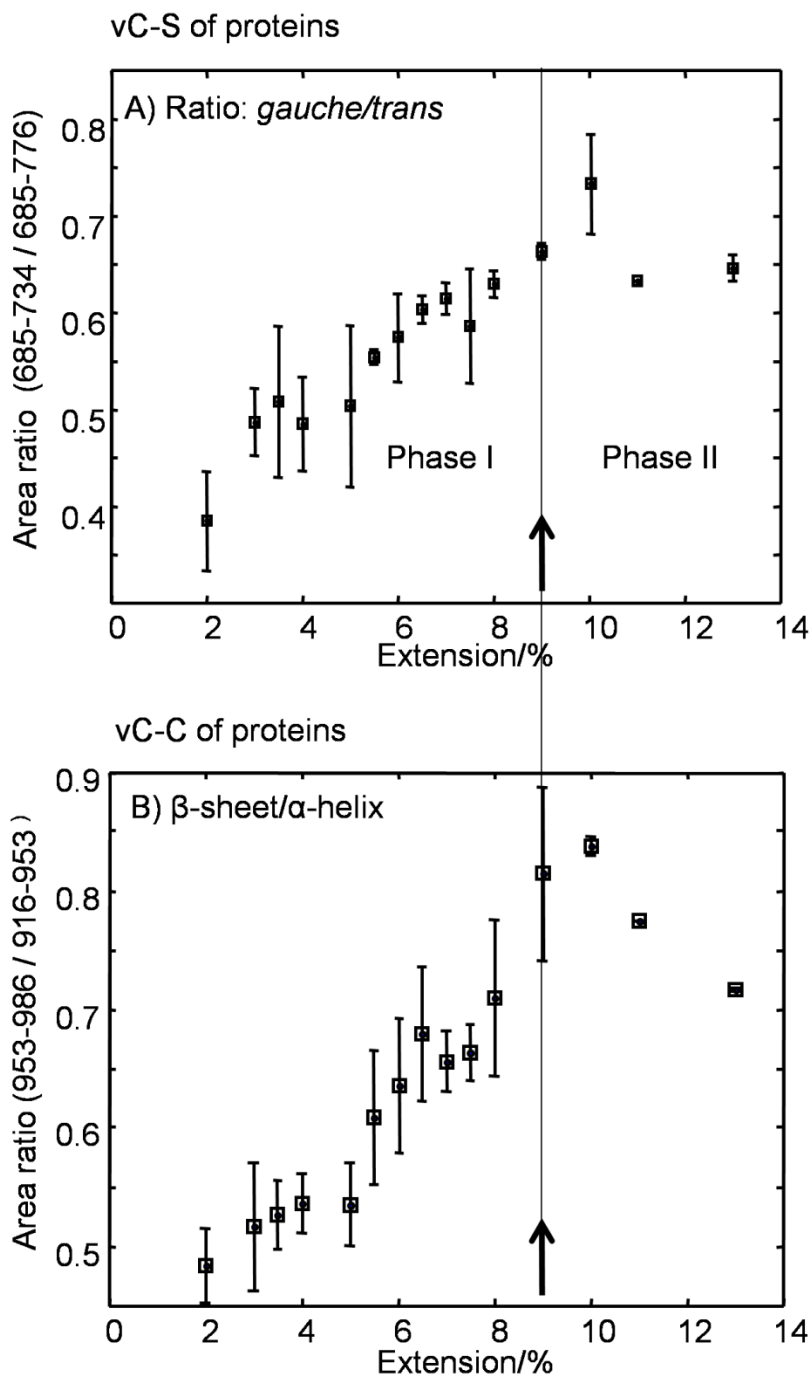 νC-S of proteins
A) Ratio: gauche/trans
Area ratio (685-734 / 685-776)
0.8
0.7
0.6
0.5
0.4
Phase I
Phase II
0 2 4 6 8 10 12 14
Extension/%
νC-C of proteins
B) β-sheet/α-helix
Area ratio (953-986 / 916-953)
0.9
0.8
0.7
0.6
0.5
0 2 4 6 8 10 12 14
Extension/%